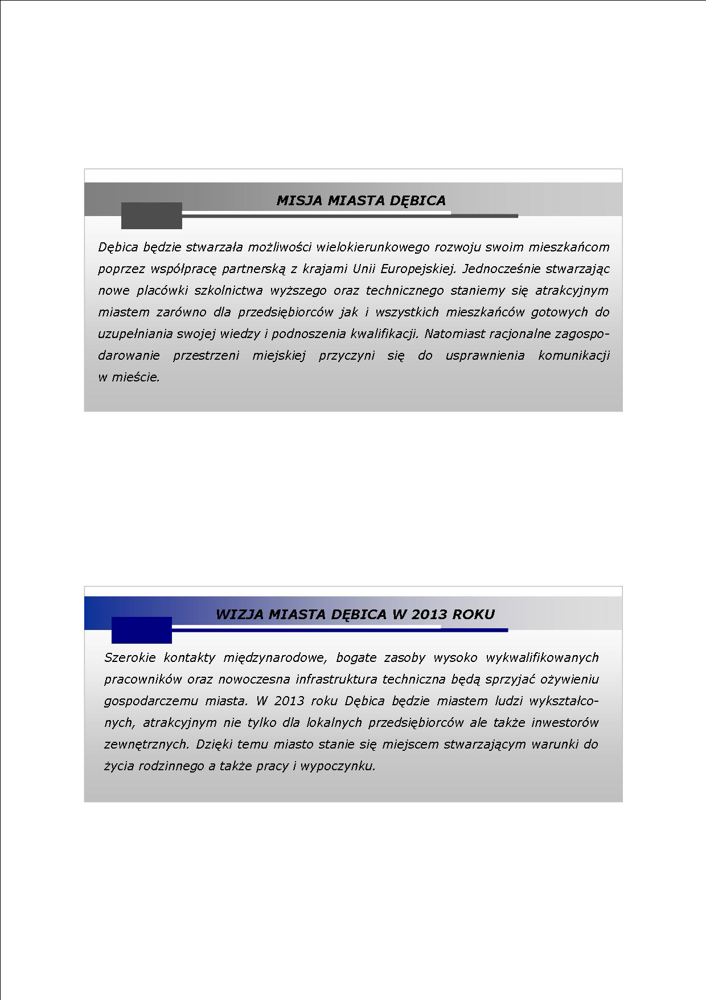 MISJA MIASTA DĘBICA
Dębica będzie stwarzała możliwości wielokierunkowego rozwoju swoim mieszkańcom
poprzez współpracę partnerską z krajami Unii Europejskiej. Jednocześnie stwarzając
nowe placówki szkolnictwa wyższego oraz technicznego staniemy się atrakcyjnym
miastem zarówno dla przedsiębiorców jak i wszystkich mieszkańców gotowych do
uzupełniania swojej wiedzy i podnoszenia kwalifikacji. Natomiast racjonalne zagospo-
darowanie przestrzeni miejskiej przyczyni się do usprawnienia komunikacji
w mieście.
WIZJA MIASTA DĘBICA W 2013 ROKU
Szerokie kontakty międzynarodowe, bogate zasoby wysoko wykwalifikowanych
pracowników oraz nowoczesna infrastruktura techniczna będą sprzyjać ożywieniu
gospodarczemu miasta. W 2013 roku Dębica będzie miastem ludzi wykształco-
nych, atrakcyjnym nie tylko dla lokalnych przedsiębiorców ale także inwestorów
zewnętrznych. Dzięki temu miasto stanie się miejscem stwarzającym warunki do
życia rodzinnego a także pracy i wypoczynku.